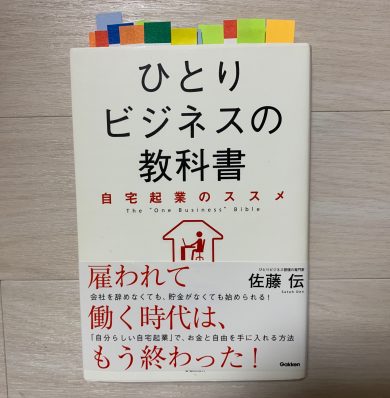 ひとり
ビジネスの
教科書
自宅起業のススメ
The "One Business" Bible
雇われて
会社を辞めなくても、貯金がなくても始められる！
働く時代は、
「自分らしい自宅起業」で、お金と自由を手に入れる方法
もう終わった！
ひとりビジネス評価の専門家
佐藤 伝
Satoh Den
Gakken